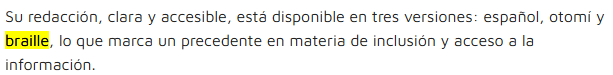 Su redacción, clara y accesible, está disponible en tres versiones: español, otomí y
braille, lo que marca un precedente en materia de inclusión y acceso a la
información.